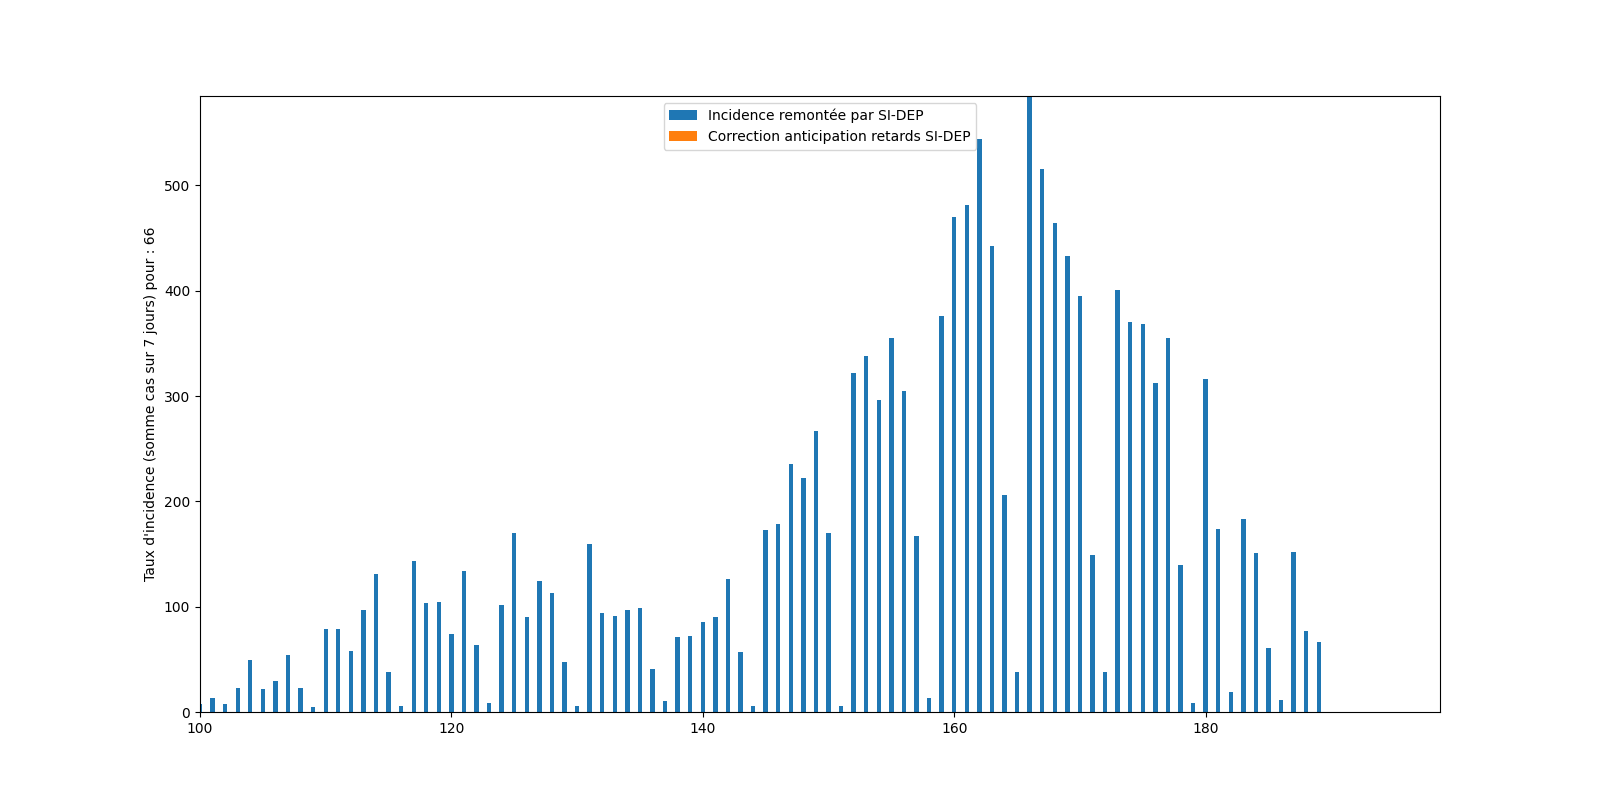 Incidence remontée par SI-DEP
Correction anticipation retards SI-DEP
Taux d'incidence (somme cas sur 7 jours) pour : 66
500
400
300
200
100
0
100 120 140 160 180